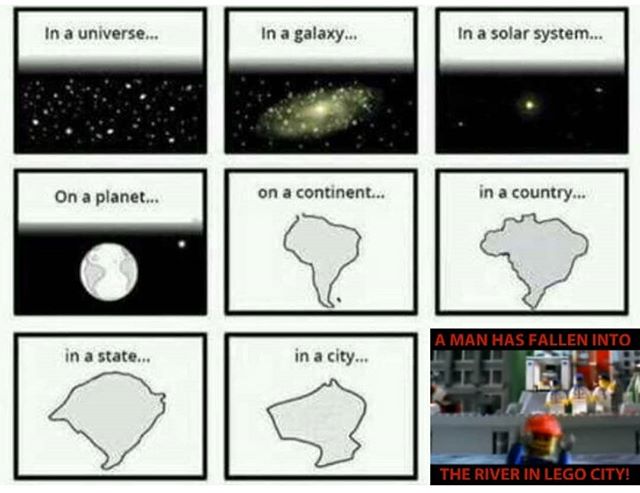 In a universe...
In a galaxy...
In a solar system...
On a planet...
on a continent...
in a country...
in a state...
in a city...
A MAN HAS FALLEN INTO
THE RIVER IN LEGO CITY!